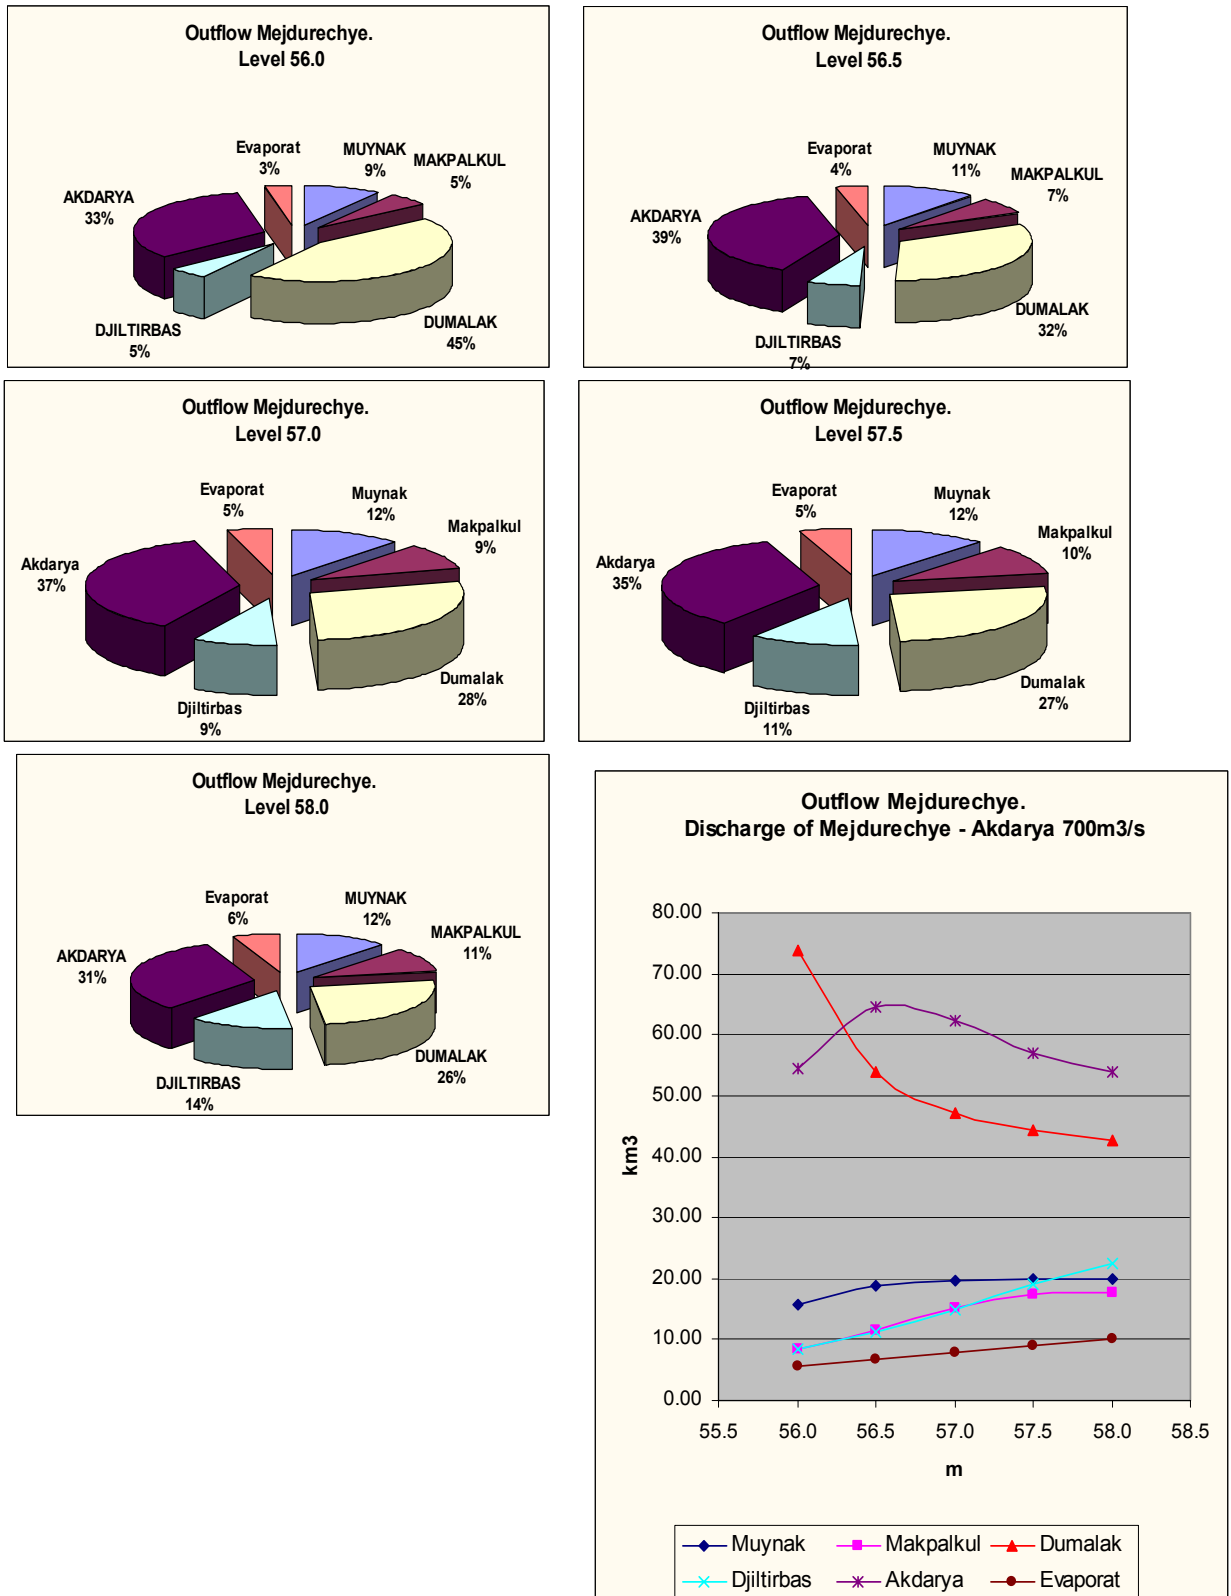 Outflow Mejdurechye.
Level 56.0
Evaporat
3%
MUYNAK
9%
MAKPALKUL
5%
AKDARYA
33%
DJILTIRBAS
5%
DUMALAK
45%
Outflow Mejdurechye.
Level 56.5
Evaporat
4%
MUYNAK
11%
MAKPALKUL
7%
AKDARYA
39%
DJILTIRBAS
7%
DUMALAK
32%
Outflow Mejdurechye.
Level 57.0
Evaporat
5%
Muynak
12%
Makpalkul
9%
Akdarya
37%
Djiltirbas
9%
Dumalak
28%
Outflow Mejdurechye.
Level 57.5
Evaporat
5%
Muynak
12%
Makpalkul
10%
Akdarya
35%
Djiltirbas
11%
Dumalak
27%
Outflow Mejdurechye.
Level 58.0
Evaporat
6%
MUYNAK
12%
MAKPALKUL
11%
AKDARYA
31%
DJILTIRBAS
14%
DUMALAK
26%
Outflow Mejdurechye.
Discharge of Mejdurechye - Akdarya 700m3/s
80.00
70.00
60.00
50.00
40.00
30.00
20.00
10.00
0.00
km3
55.5 56.0 56.5 57.0 57.5 58.0 58.5
m
Muynak Makpalkul Dumalak
Djiltirbas Akdarya Evaporat